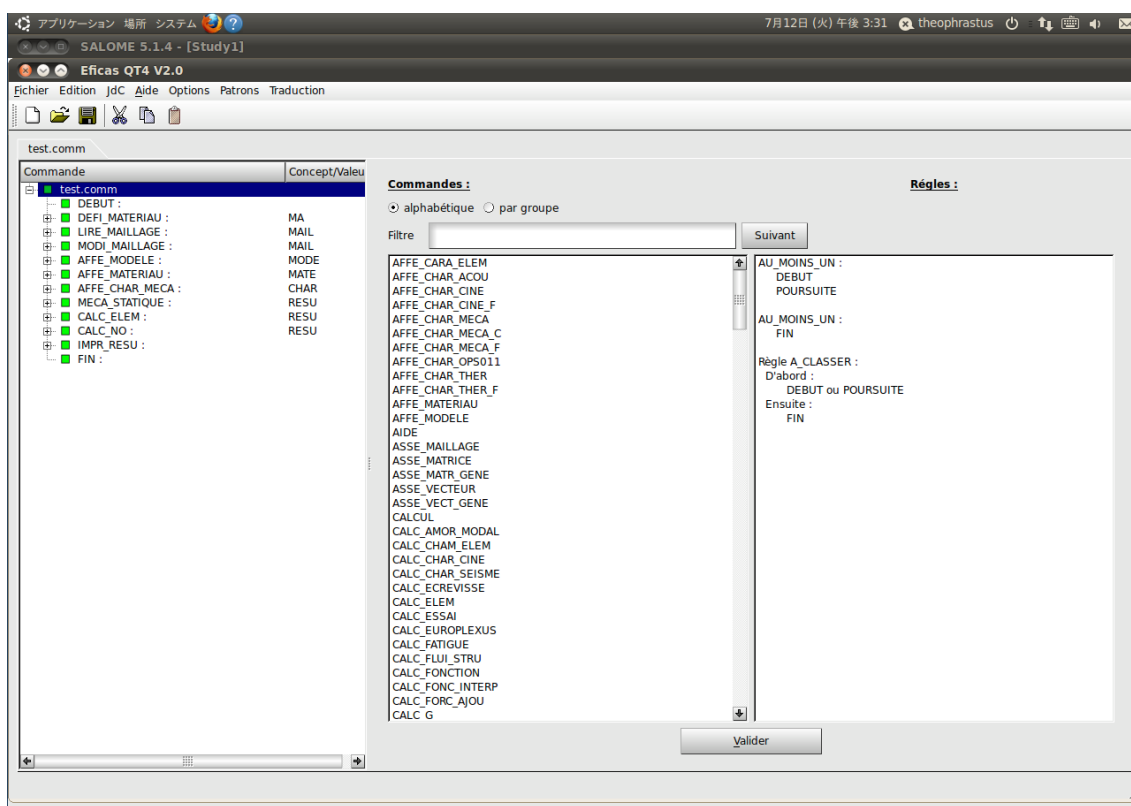 アプリケーション 場所 システム ? 7月12日 (火) 午後 3:31 theophrastus
SALOME 5.1.4 - [Study1]
Eficas QT4 V2.0
Fichier Edition JdC Aide Options Patrons Traduction
test.comm
Commande Concept/Valeu
test.comm
DEBUT :
DEFI_MATERIAU : MA
LIRE_MAILLAGE : MAIL
MODI_MAILLAGE : MAIL
AFFE_MODELE : MODE
AFFE_MATERIAU : MATE
AFFE_CHAR_MECA : CHAR
MECA_STATIQUE : RESU
CALC_ELEM : RESU
CALC_NO : RESU
IMPR_RESU :
FIN :
Commandes :
alphabétique par groupe
Filtre Suivant
AFFE_CARA_ELEM
AFFE_CHAR_ACOU
AFFE_CHAR_CINE
AFFE_CHAR_CINE_F
AFFE_CHAR_MECA
AFFE_CHAR_MECA_C
AFFE_CHAR_MECA_F
AFFE_CHAR_OPS011
AFFE_CHAR_THER
AFFE_CHAR_THER_F
AFFE_MATERIAU
AFFE_MODELE
AIDE
ASSE_MAILLAGE
ASSE_MATRICE
ASSE_MATR_GENE
ASSE_VECTEUR
ASSE_VECT_GENE
CALCUL
CALC_AMOR_MODAL
CALC_CHAM_ELEM
CALC_CHAR_CINE
CALC_CHAR_SEISME
CALC_ECREVISSE
CALC_ELEM
CALC_ESSAI
CALC_EUROPLEXUS
CALC_FATIGUE
CALC_FLUI_STRU
CALC_FONCTION
CALC_FONC_INTERP
CALC_FORC_AJOU
CALC_G
Régles :
AU_MOINS_UN :
DEBUT
POURSUITE
AU_MOINS_UN :
FIN
Règle A_CLASSER :
D'abord :
DEBUT ou POURSUITE
Ensuite :
FIN
Valider